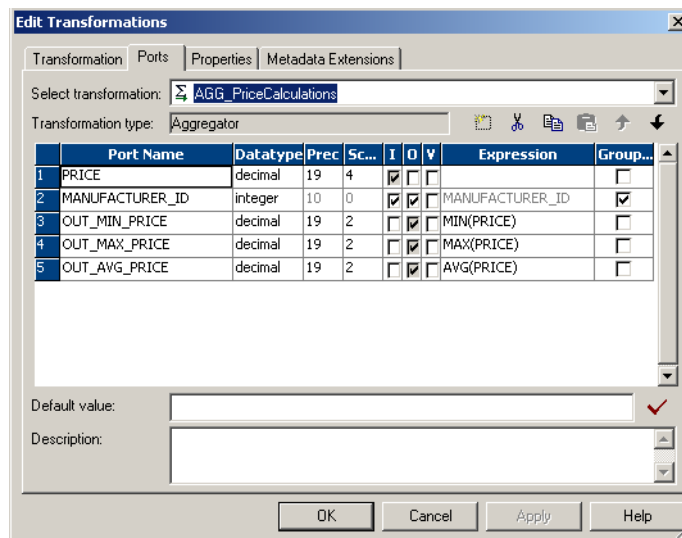 Edit Transformations
Transformation Ports Properties Metadata Extensions
Select transformation: AGG_PriceCalculations
Transformation type: Aggregator
Port Name Datatype Prec Sc... I O V Expression Group...
1 PRICE decimal 19 4
2 MANUFACTURER_ID integer 10 0 MANUFACTURER_ID
3 OUT_MIN_PRICE decimal 19 2 MIN(PRICE)
4 OUT_MAX_PRICE decimal 19 2 MAX(PRICE)
5 OUT_AVG_PRICE decimal 19 2 AVG(PRICE)
Default value:
Description:
OK Cancel Apply Help